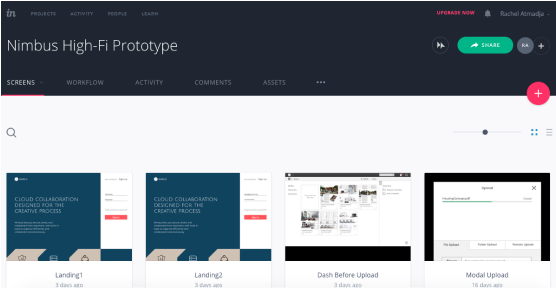 in PROJECTS ACTIVITY PEOPLE LEARN UPGRADE NOW Rachel Atmadja
Nimbus High-Fi Prototype SHARE RA +
SCREENS WORKFLOW ACTIVITY COMMENTS ASSETS
+
CLOUD COLLABORATION
DESIGNED FOR THE
CREATIVE PROCESS
CLOUD COLLABORATION
DESIGNED FOR THE
CREATIVE PROCESS
Upload
File Upload
Landing1 Landing2 Dash Before Upload Modal Upload
3 days ago 3 days ago 3 days ago 16 days ago